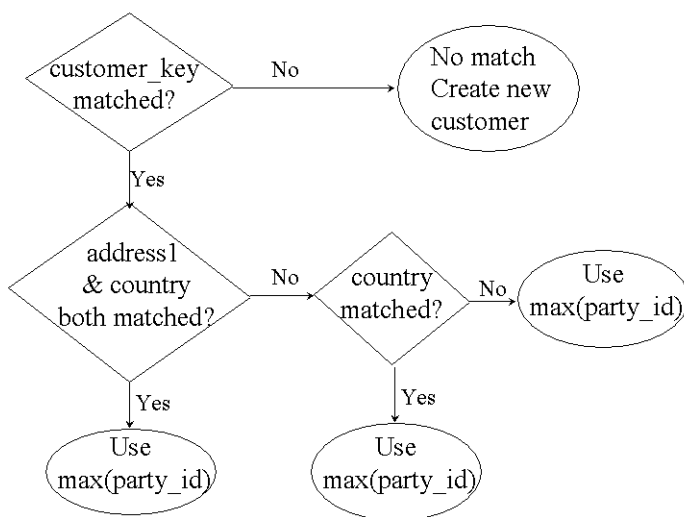 customer_key
matched?
No
No match
Create new
customer
Yes
address1
& country
both matched?
No
country
matched?
No
Use
max(party_id)
Yes
Use
max(party_id)
Yes
Use
max(party_id)